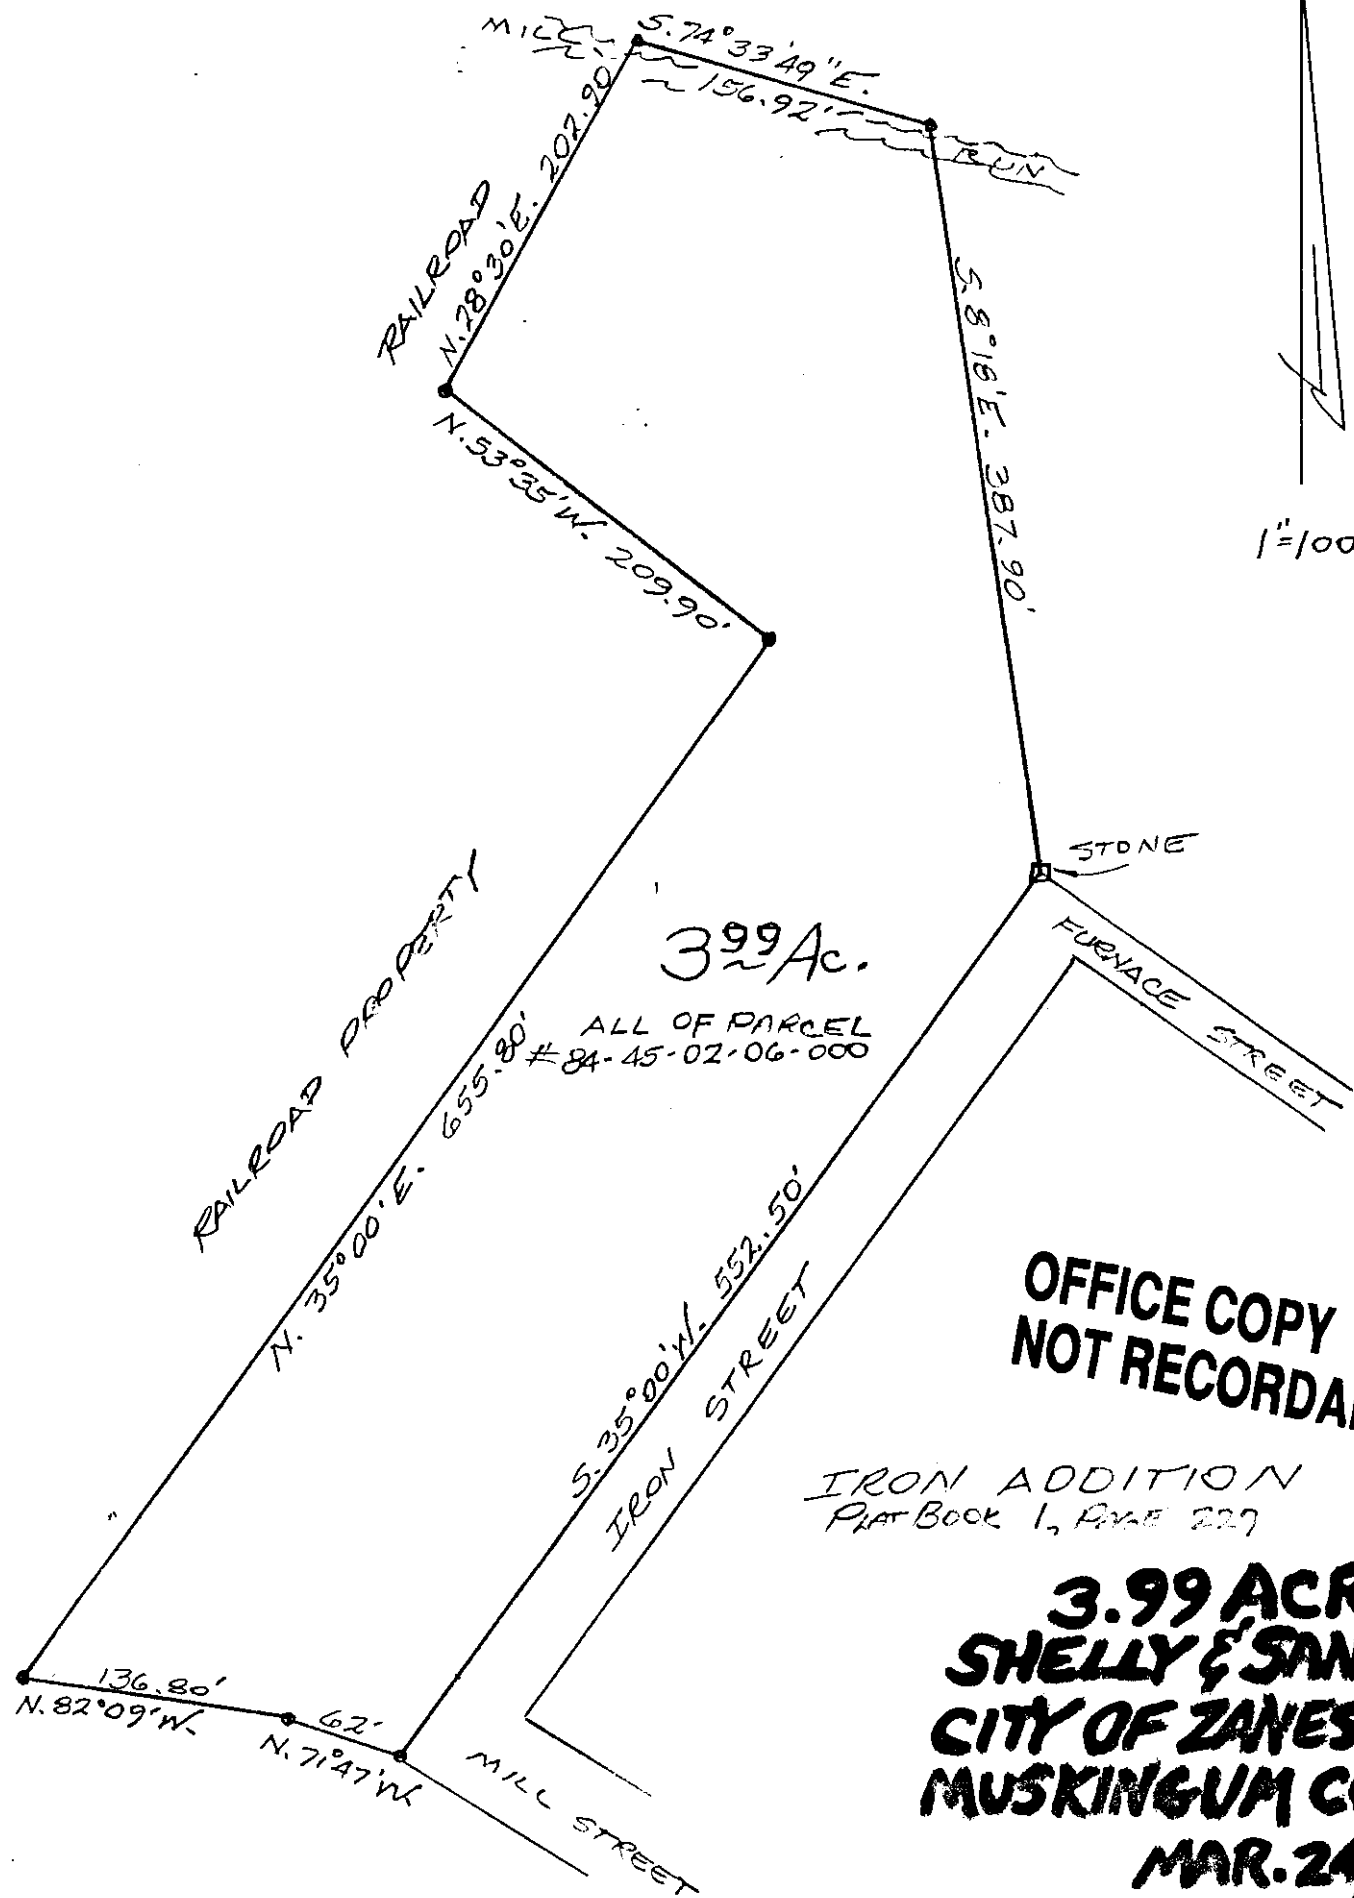 MILL
S. 74° 33' 49" E.
156.92'
RUN
RAILROAD
N. 28° 30' E. 202.90
N. 53° 35' W. 209.90'
S. 8° 18' E. 387.90'
1"=100
STONE
FURNACE STREET
3 99 Ac.
ALL OF PARCEL
# 84-45-02-06-000
RAILROAD PROPERTY
N. 35° 00' E. 655.80'
S. 35° 00' W. 552.50'
IRON STREET
OFFICE COPY
NOT RECORDA
IRON ADDITION
PLAT BOOK 1, PAGE 227
3.99 ACR
SHELLY & SAN
CITY OF ZANES
MUSKINGUM CO
MAR. 24
136.80'
N. 82° 09' W.
62'
N. 71° 47' W.
MILL STREET